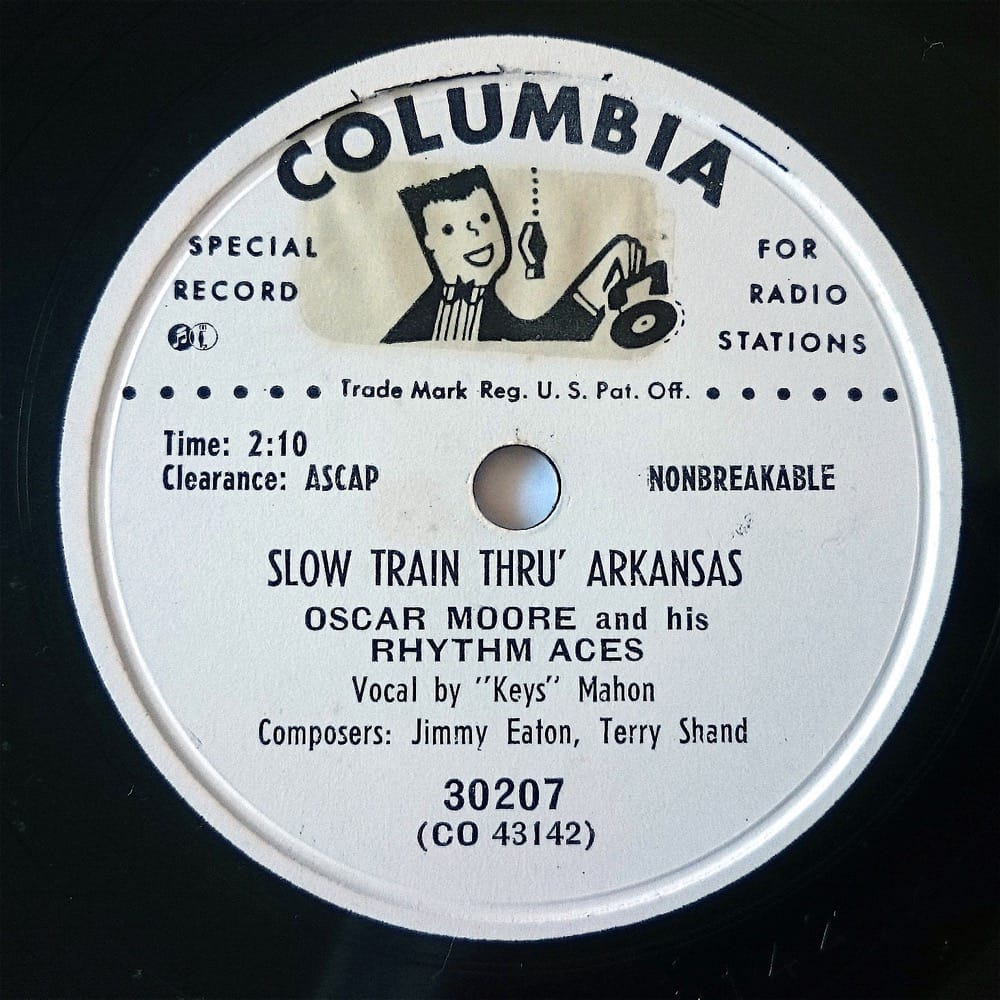 COLUMBIA
SPECIAL
RECORD
FOR
RADIO
STATIONS
Trade Mark Reg. U. S. Pat. Off.
Time: 2:10
Clearance: ASCAP
NONBREAKABLE
SLOW TRAIN THRU' ARKANSAS
OSCAR MOORE and his
RHYTHM ACES
Vocal by "Keys" Mahon
Composers: Jimmy Eaton, Terry Shand
30207
(CO 43142)